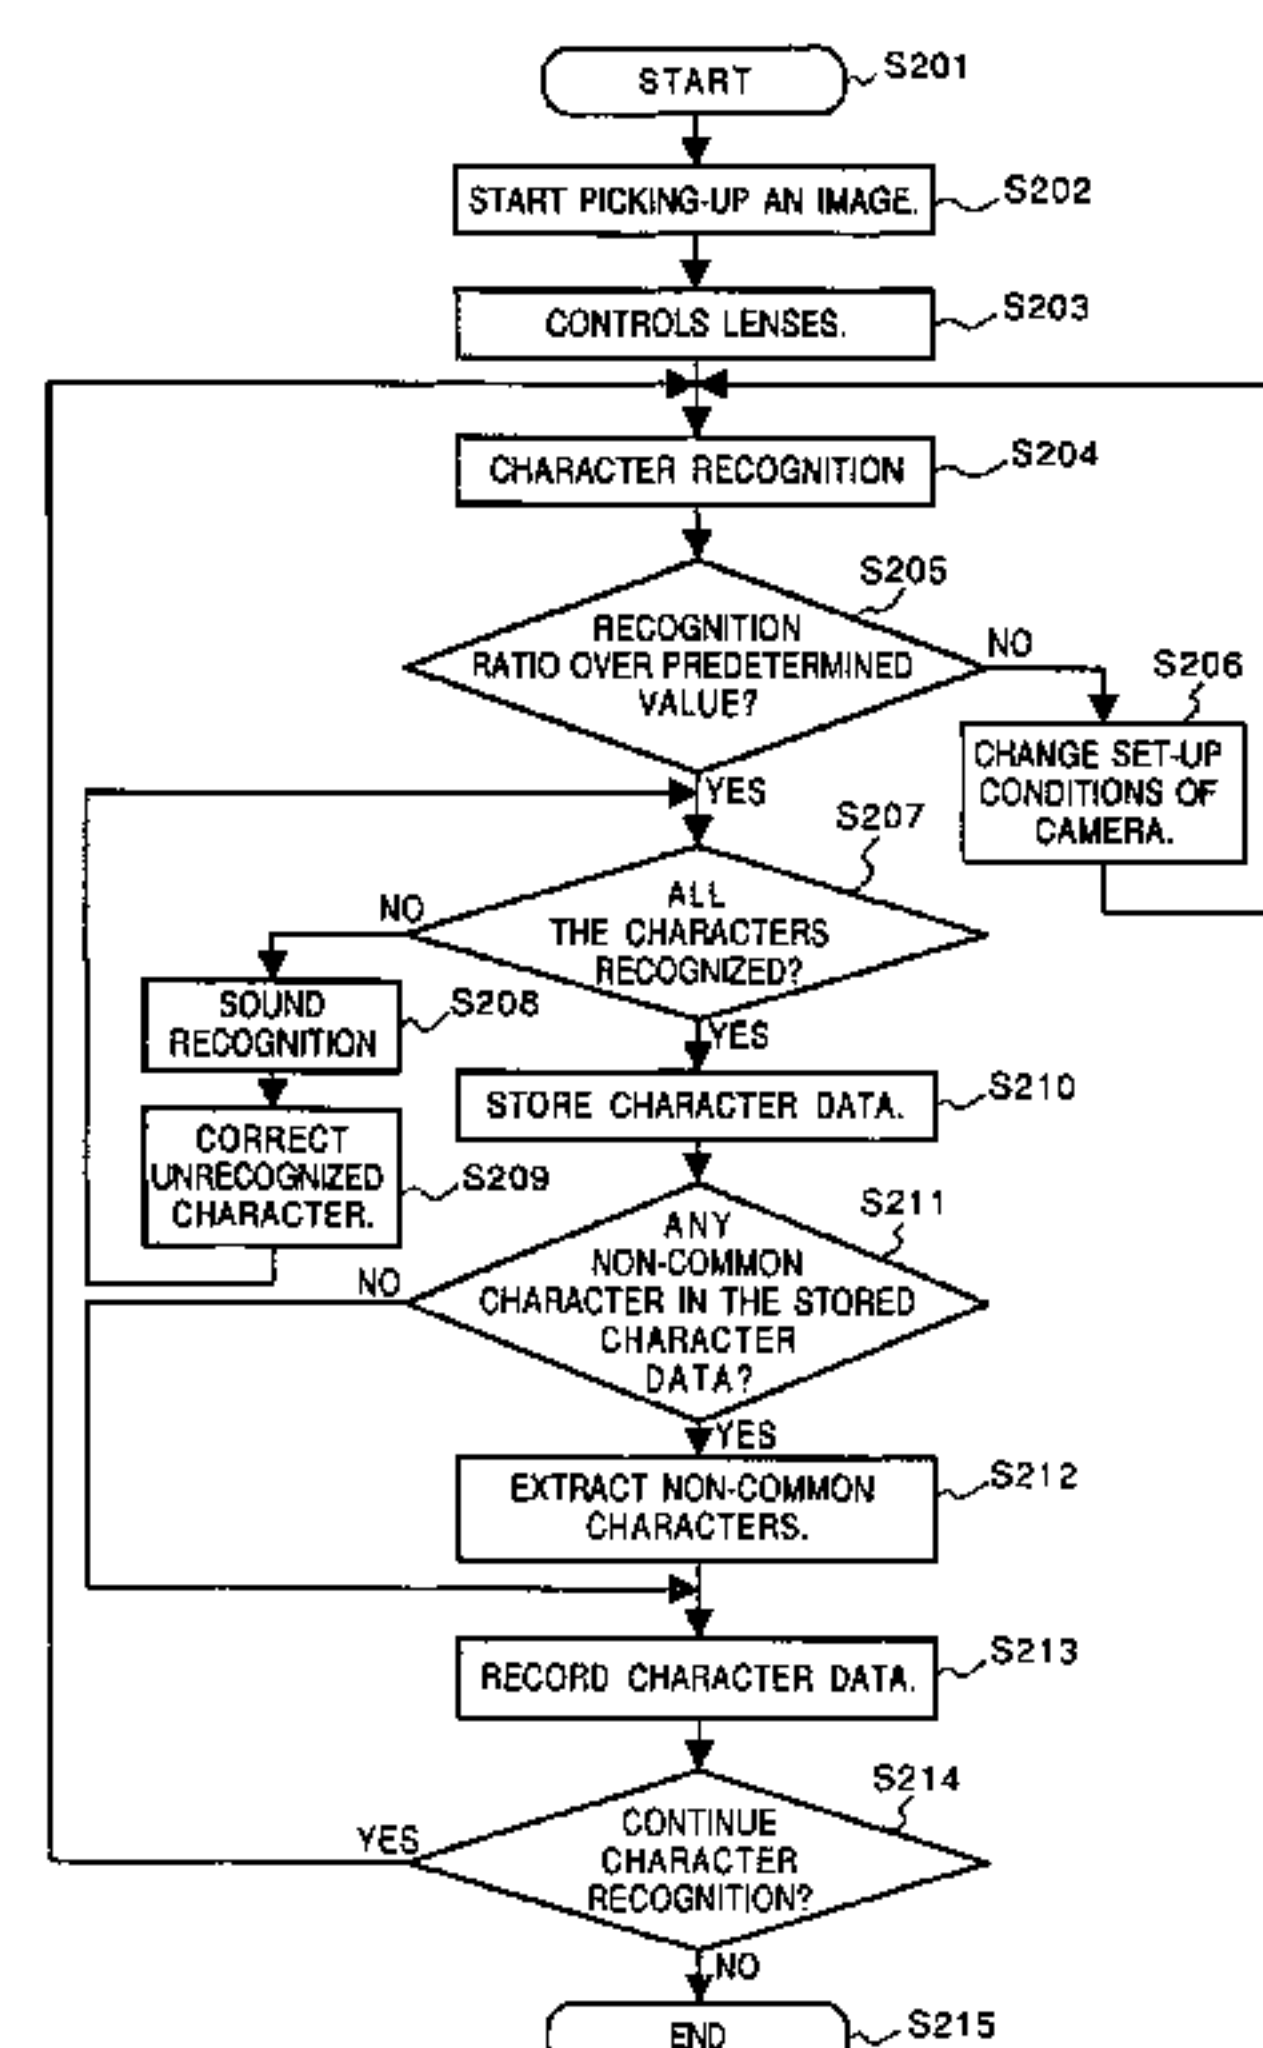 START
S201
START PICKING-UP AN IMAGE.
S202
CONTROLS LENSES.
S203
CHARACTER RECOGNITION
S204
S205
RECOGNITION
RATIO OVER PREDETERMINED
VALUE?
NO
S206
CHANGE SET-UP
CONDITIONS OF
CAMERA.
YES
S207
ALL
THE CHARACTERS
RECOGNIZED?
NO
SOUND
RECOGNITION
S208
YES
STORE CHARACTER DATA.
S210
CORRECT
UNRECOGNIZED
CHARACTER.
S209
S211
ANY
NON-COMMON
CHARACTER IN THE STORED
CHARACTER
DATA?
NO
YES
EXTRACT NON-COMMON
CHARACTERS.
S212
RECORD CHARACTER DATA.
S213
S214
CONTINUE
CHARACTER
RECOGNITION?
YES
NO
END
S215